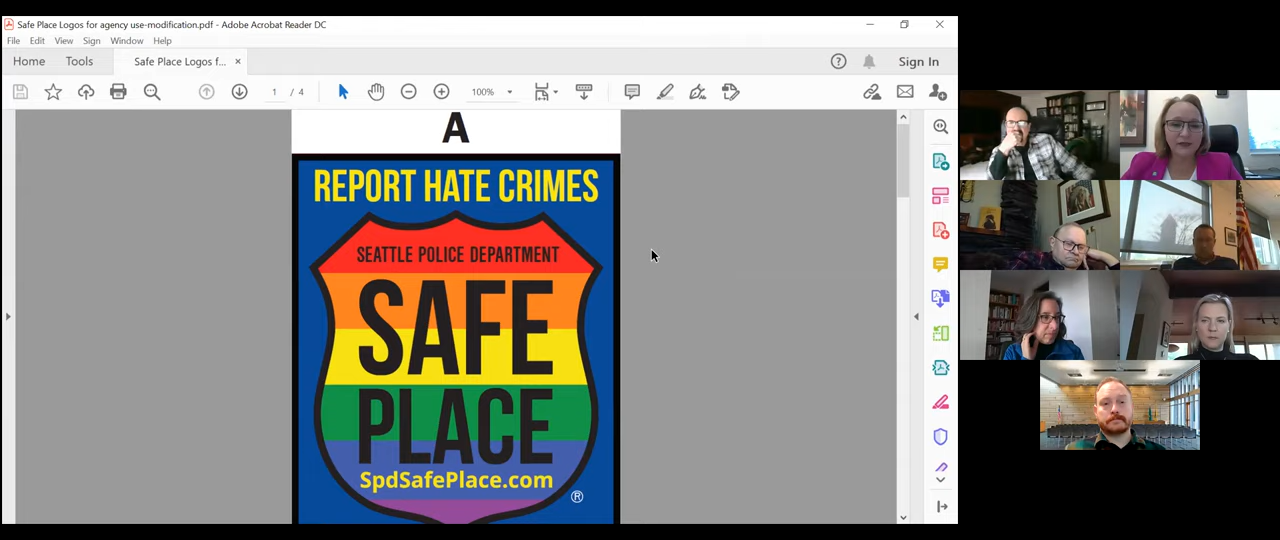 Safe Place Logos for agency use-modification.pdf - Adobe Acrobat Reader DC
File Edit View Sign Window Help
Home Tools Safe Place Logos f... × Sign In
1 / 4 100%
A
REPORT HATE CRIMES
SEATTLE POLICE DEPARTMENT
SAFE
PLACE
SpdSafePlace.com
®